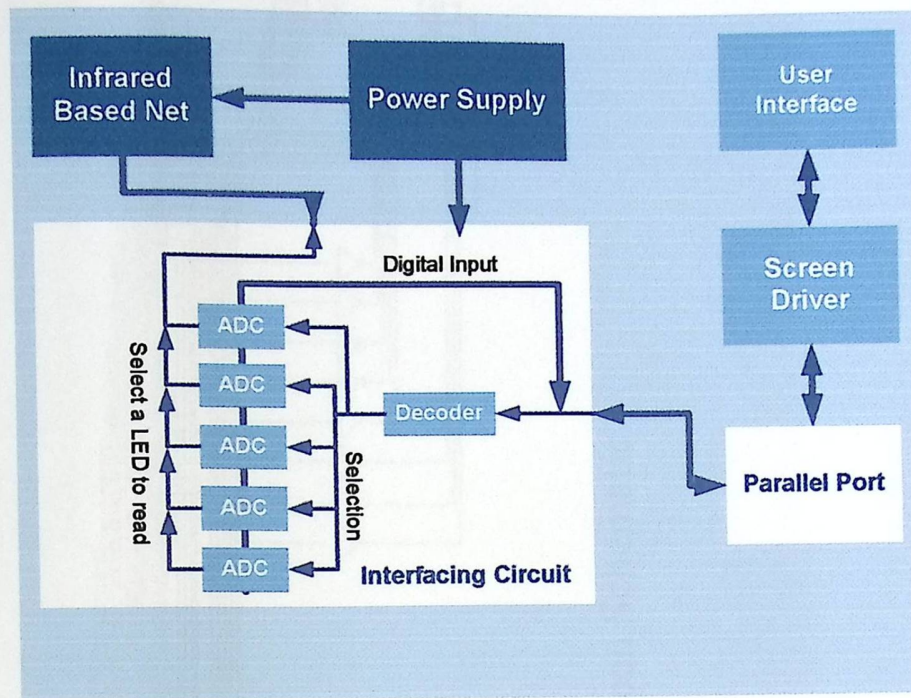 Infrared
Based Net
Power Supply
User
Interface
Screen
Driver
Digital Input
ADC
ADC
ADC
ADC
ADC
Decoder
Select a LED to read
Selection
Parallel Port
Interfacing Circuit